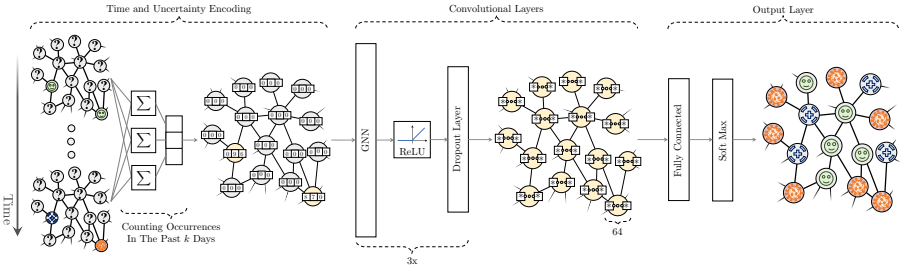 Time and Uncertainty Encoding
Convolutional Layers
Output Layer
Time
∑
∑
∑
Counting Occurrences
In The Past k Days
GNN
ReLU
Dropout Layer
3x
64
Fully Connected
Soft Max